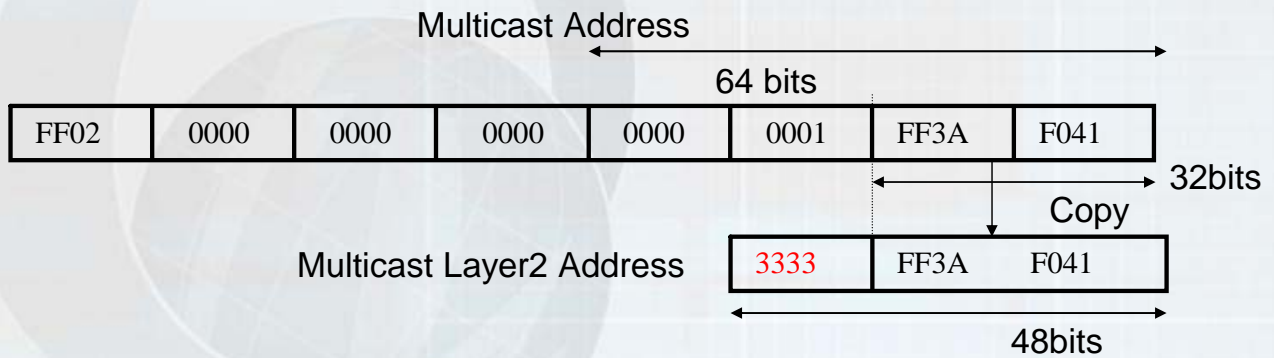 Multicast Address
64 bits
FF02 0000 0000 0000 0000 0001 FF3A F041
32bits
Copy
Multicast Layer2 Address 3333 FF3A F041
48bits